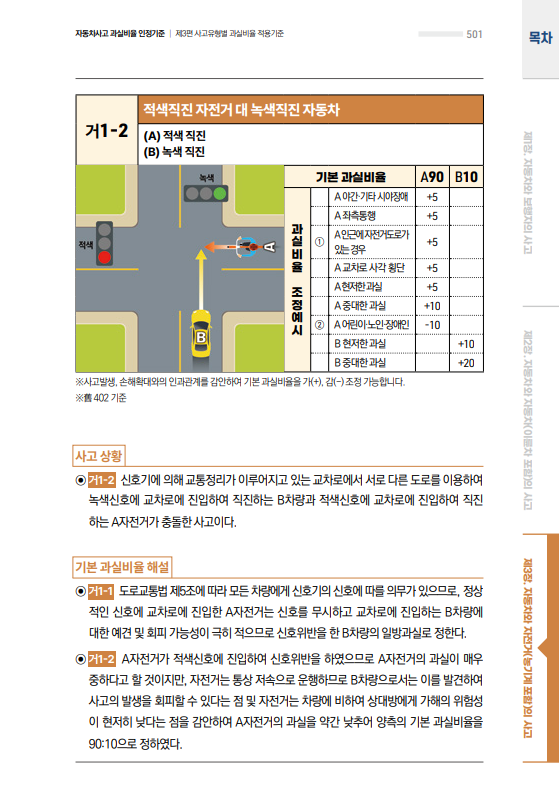 자동차사고 과실비율 인정기준 | 제3편 사고유형별 과실비율 적용기준
501
목차
거1-2
적색직진 자전거 대 녹색직진 자동차
(A) 적색 직진
(B) 녹색 직진
녹색
적색
A
B
기본 과실비율 A90 B10
과실비율 조정예시
① A 야간·기타 시야장애 +5
A 좌측통행 +5
A 인근에 자전거도로가
있는 경우 +5
A 교차로 사각 횡단 +5
A 현저한 과실 +5
A 중대한 과실 +10
② A 어린이·노인·장애인 -10
B 현저한 과실 +10
B 중대한 과실 +20
※사고발생, 손해확대와의 인과관계를 감안하여 기본 과실비율을 가(+), 감(-) 조정 가능합니다.
※舊 402 기준
사고 상황
◉ 거1-2 신호기에 의해 교통정리가 이루어지고 있는 교차로에서 서로 다른 도로를 이용하여
녹색신호에 교차로에 진입하여 직진하는 B차량과 적색신호에 교차로에 진입하여 직진
하는 A자전거가 충돌한 사고이다.
기본 과실비율 해설
◉ 거1-1 도로교통법 제5조에 따라 모든 차량에게 신호기의 신호에 따를 의무가 있으므로, 정상
적인 신호에 교차로에 진입한 A자전거는 신호를 무시하고 교차로에 진입하는 B차량에
대한 예견 및 회피 가능성이 극히 적으므로 신호위반을 한 B차량의 일방과실로 정한다.
◉ 거1-2 A자전거가 적색신호에 진입하여 신호위반을 하였으므로 A자전거의 과실이 매우
중하다고 할 것이지만, 자전거는 통상 저속으로 운행하므로 B차량으로서는 이를 발견하여
사고의 발생을 회피할 수 있다는 점 및 자전거는 차량에 비하여 상대방에게 가해의 위험성
이 현저히 낮다는 점을 감안하여 A자전거의 과실을 약간 낮추어 양측의 기본 과실비율을
90:10으로 정하였다.
제1장. 자동차와 보행자의 사고
제2장. 자동차와 자동차(이륜차 포함)의 사고
제3장. 자동차와 자전거(농기계 포함)의 사고